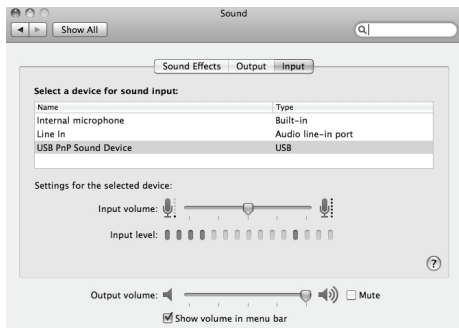 Sound
Show All
Sound Effects Output Input
Select a device for sound input:
Name Type
Internal microphone Built-in
Line In Audio line-in port
USB PnP Sound Device USB
Settings for the selected device:
Input volume:
Input level:
?
Output volume: Mute
Show volume in menu bar